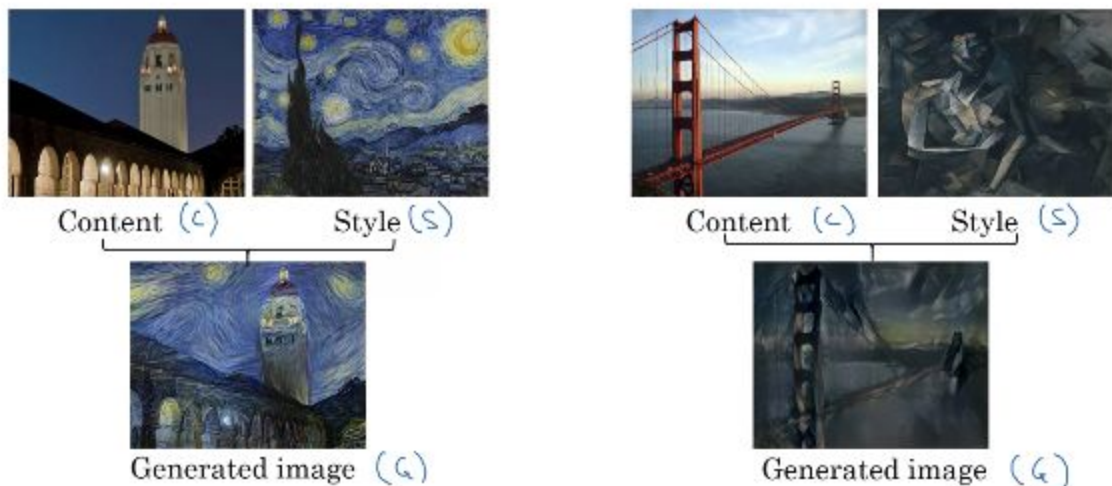 Content (C) Style (S) Content (C) Style (S)
Generated image (G) Generated image (G)